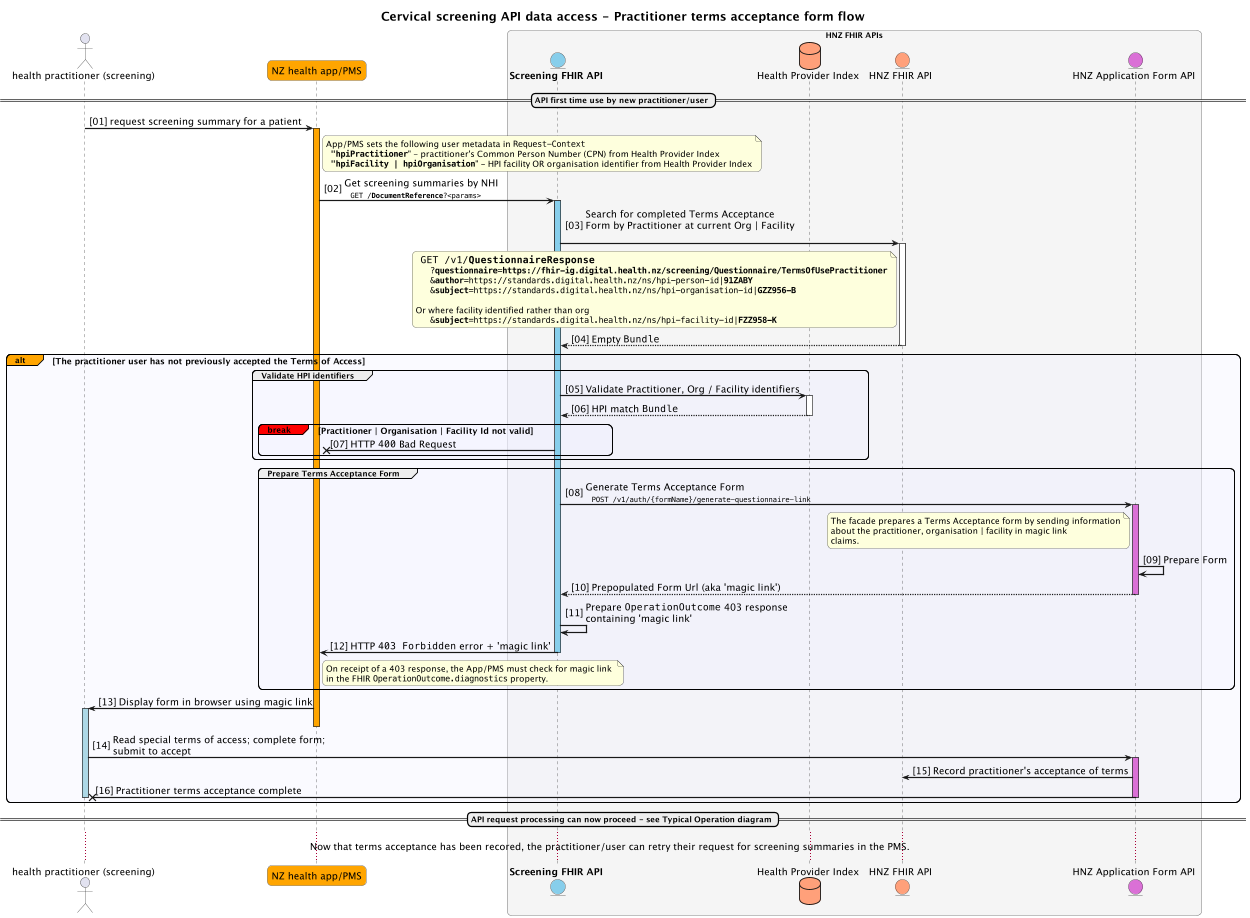 Cervical screening API data access - Practitioner terms acceptance form flow
HNZ FHIR APIs
health practitioner (screening)
NZ health app/PMS
Screening FHIR API
Health Provider Index
HNZ FHIR API
HNZ Application Form API
API first time use by new practitioner/user
[01] request screening summary for a patient
App/PMS sets the following user metadata in Request-Context
"hpiPractitioner" - practitioner's Common Person Number (CPN) from Health Provider Index
"hpiFacility | hpiOrganisation" - HPI facility OR organisation identifier from Health Provider Index
[02] Get screening summaries by NHI
GET /DocumentReference?<params>
Search for completed Terms Acceptance
[03] Form by Practitioner at current Org | Facility
GET /v1/QuestionnaireResponse
?questionnaire=https://fhir-ig.digital.health.nz/screening/Questionnaire/TermsOfUsePractitioner
&author=https://standards.digital.health.nz/ns/hpi-person-id|91ZABY
&subject=https://standards.digital.health.nz/ns/hpi-organisation-id|GZZ956-B
Or where facility identified rather than org
&subject=https://standards.digital.health.nz/ns/hpi-facility-id|FZZ958-K
[04] Empty Bundle
alt [The practitioner user has not previously accepted the Terms of Access]
Validate HPI identifiers
[05] Validate Practitioner, Org / Facility identifiers
[06] HPI match Bundle
break [Practitioner | Organisation | Facility Id not valid]
[07] HTTP 400 Bad Request
Prepare Terms Acceptance Form
[08] Generate Terms Acceptance Form
POST /v1/auth/{formName}/generate-questionnaire-link
The facade prepares a Terms Acceptance form by sending information
about the practitioner, organisation | facility in magic link
claims.
[09] Prepare Form
[10] Prepopulated Form Url (aka 'magic link')
[11] Prepare OperationOutcome 403 response
containing 'magic link'
[12] HTTP 403 Forbidden error + 'magic link'
On receipt of a 403 response, the App/PMS must check for magic link
in the FHIR OperationOutcome.diagnostics property.
[13] Display form in browser using magic link
[14] Read special terms of access; complete form;
submit to accept
[15] Record practitioner's acceptance of terms
[16] Practitioner terms acceptance complete
API request processing can now proceed - see Typical Operation diagram
Now that terms acceptance has been recored, the practitioner/user can retry their request for screening summaries in the PMS.
health practitioner (screening)
NZ health app/PMS
Screening FHIR API
Health Provider Index
HNZ FHIR API
HNZ Application Form API